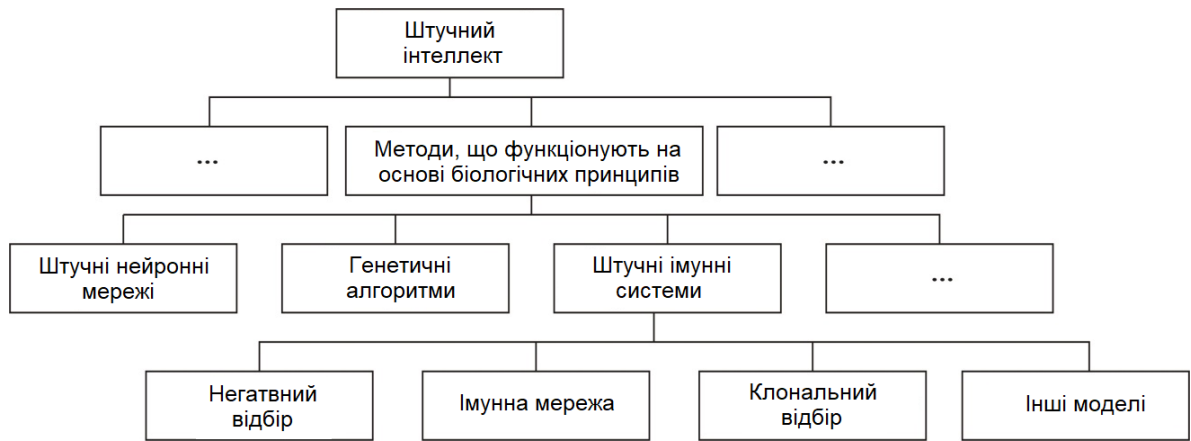 Штучний
інтеллект
...
Методи, що функціонують на
основі біологічних принципів
...
Штучні нейронні
мережі
Генетичні
алгоритми
Штучні імунні
системи
...
Негатвний
відбір
Імунна мережа
Клональний
відбір
Інші моделі